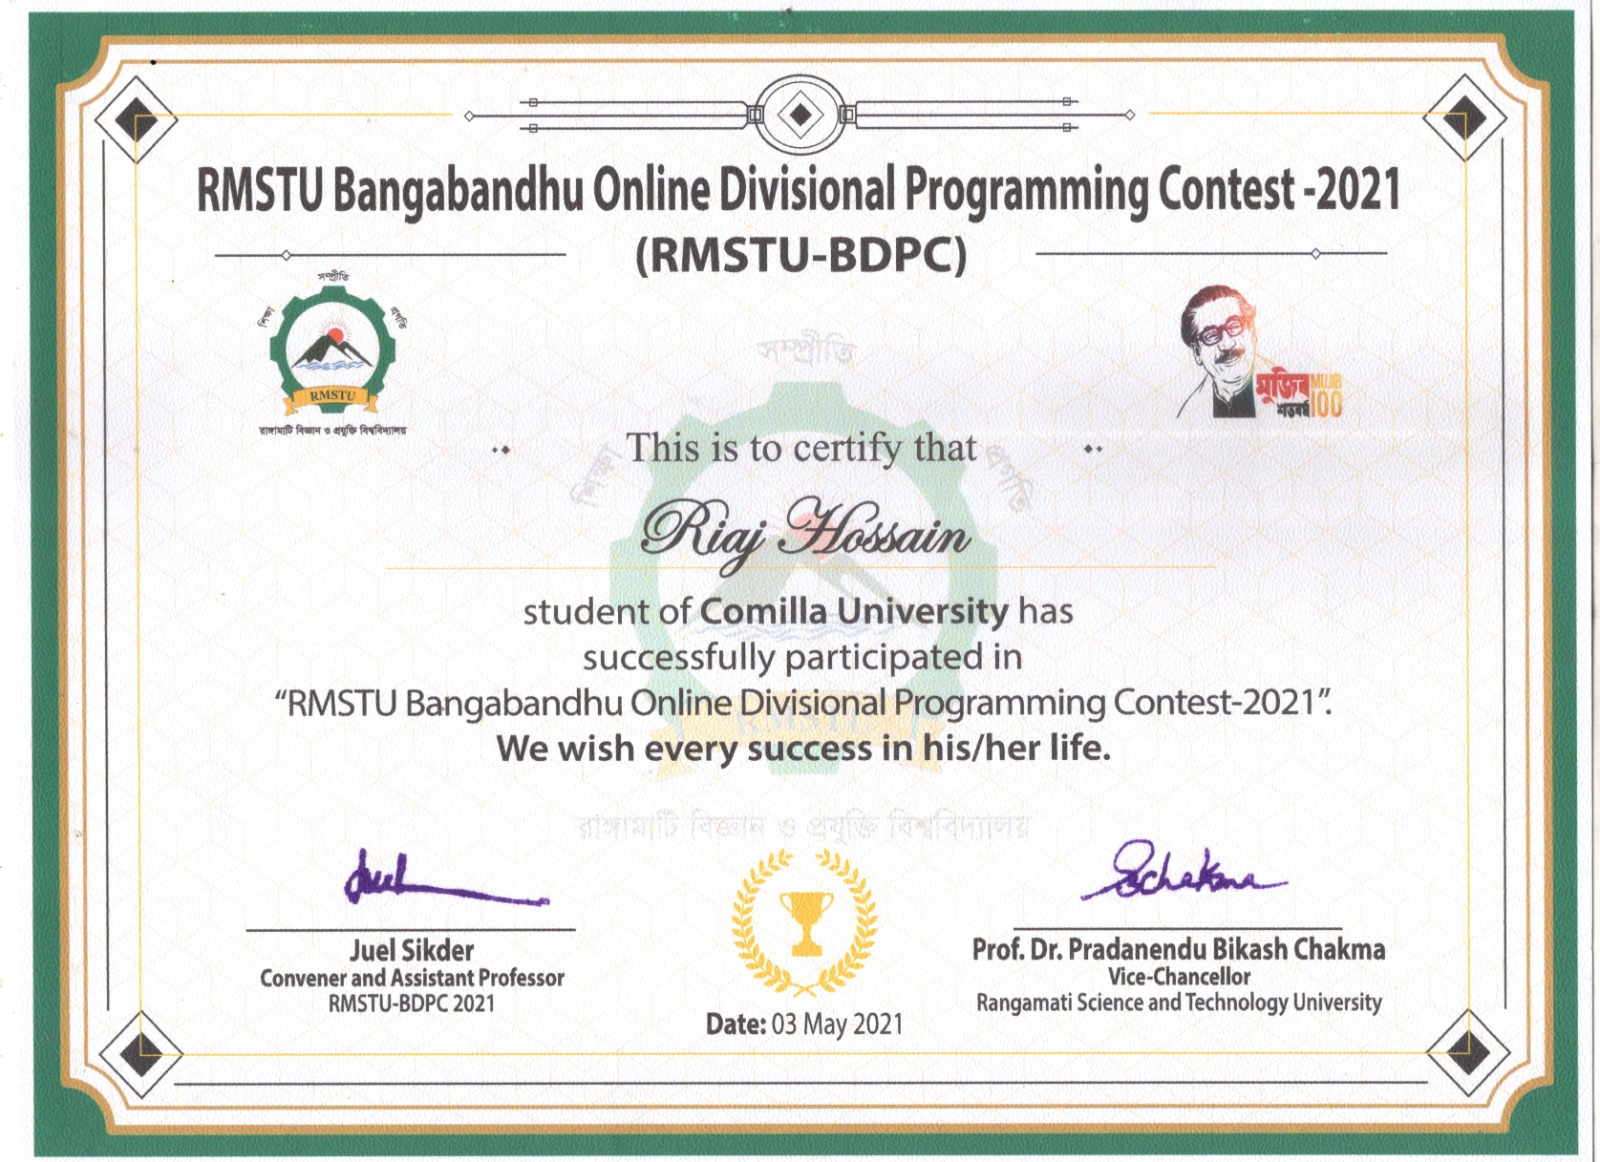 RMSTU Bangabandhu Online Divisional Programming Contest -2021
(RMSTU-BDPC)
সম্প্রীতি
শিক্ষা
প্রগতি
RMSTU
রাঙ্গামাটি বিজ্ঞান ও প্রযুক্তি বিশ্ববিদ্যালয়
মুজিব MUJIB
শতবর্ষ 100
সম্প্রীতি
শিক্ষা
প্রগতি
This is to certify that
Riaj Hossain
student of Comilla University has
successfully participated in
“RMSTU Bangabandhu Online Divisional Programming Contest-2021”.
RMSTU
We wish every success in his/her life.
রাঙ্গামাটি বিজ্ঞান ও প্রযুক্তি বিশ্ববিদ্যালয়
Juel
Juel Sikder
Convener and Assistant Professor
RMSTU-BDPC 2021
Date: 03 May 2021
Prof. Dr. Pradanendu Bikash Chakma
Vice-Chancellor
Rangamati Science and Technology University